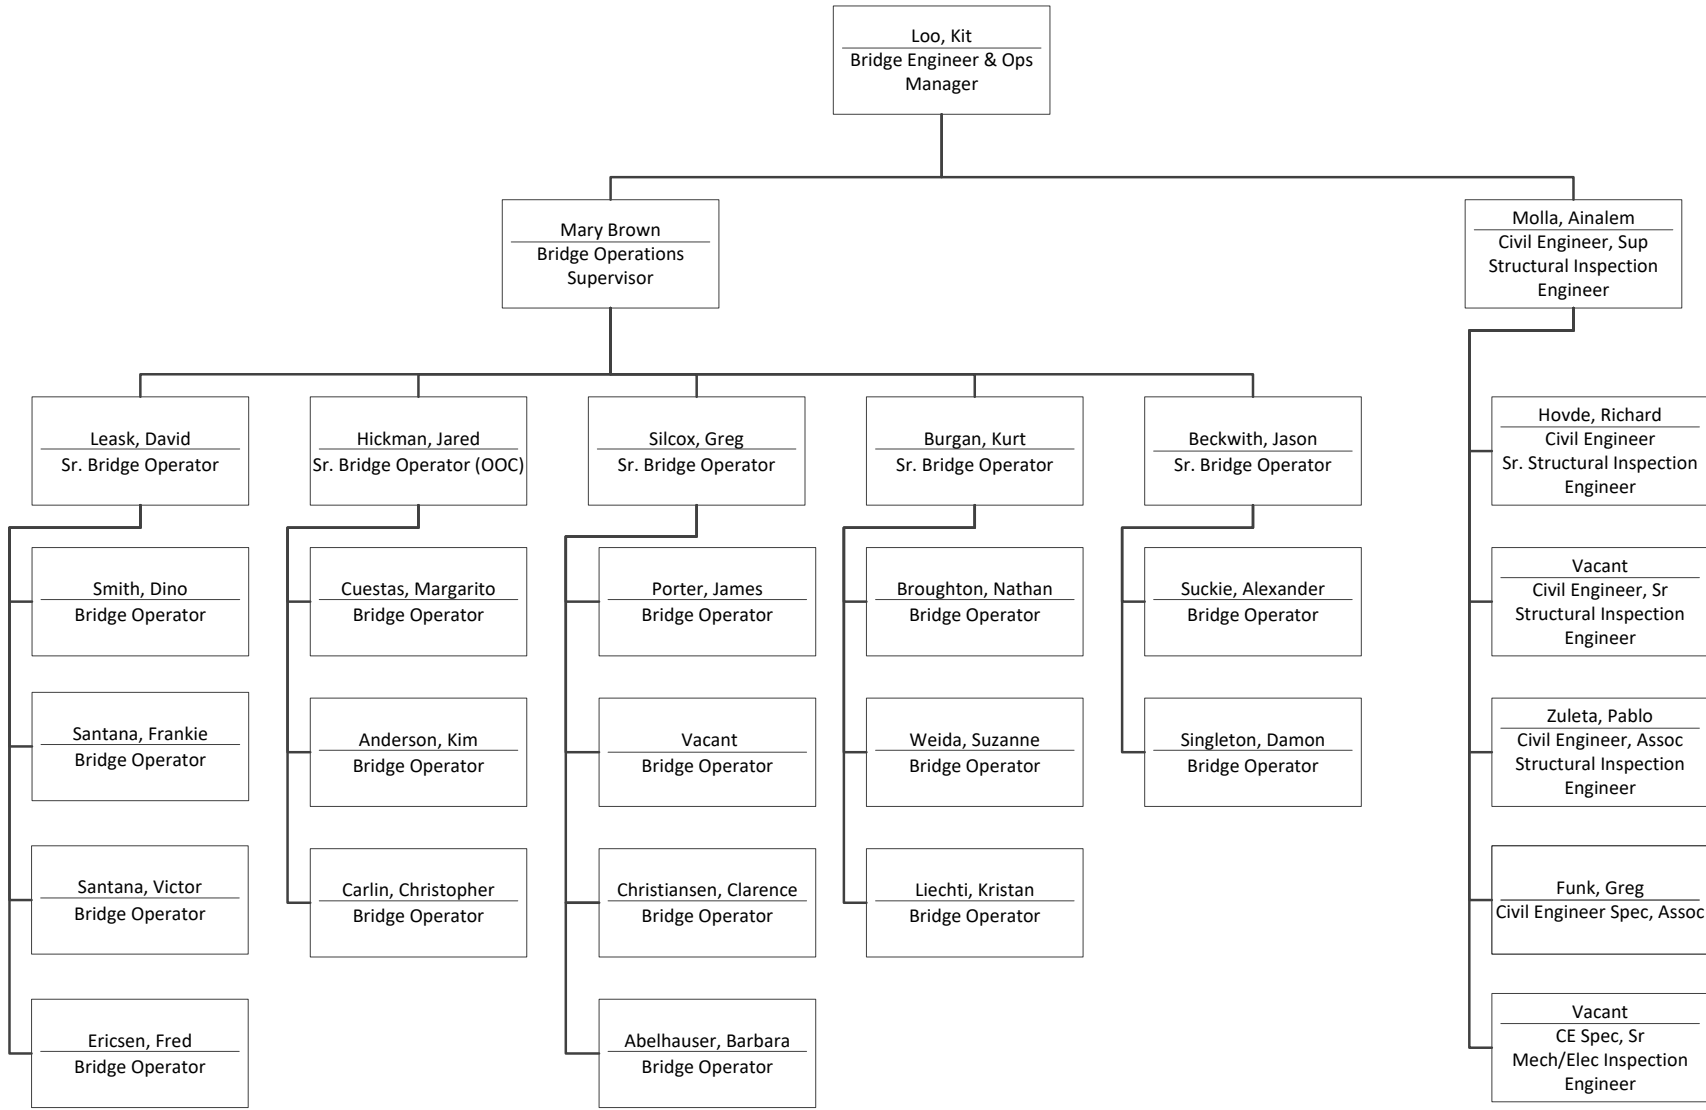 Loo, Kit
Bridge Engineer & Ops
Manager
Mary Brown
Bridge Operations
Supervisor
Molla, Ainalem
Civil Engineer, Sup
Structural Inspection
Engineer
Leask, David
Sr. Bridge Operator
Hickman, Jared
Sr. Bridge Operator (OOC)
Silcox, Greg
Sr. Bridge Operator
Burgan, Kurt
Sr. Bridge Operator
Beckwith, Jason
Sr. Bridge Operator
Hovde, Richard
Civil Engineer
Sr. Structural Inspection
Engineer
Smith, Dino
Bridge Operator
Cuestas, Margarito
Bridge Operator
Porter, James
Bridge Operator
Broughton, Nathan
Bridge Operator
Suckie, Alexander
Bridge Operator
Vacant
Civil Engineer, Sr
Structural Inspection
Engineer
Santana, Frankie
Bridge Operator
Anderson, Kim
Bridge Operator
Vacant
Bridge Operator
Weida, Suzanne
Bridge Operator
Singleton, Damon
Bridge Operator
Zuleta, Pablo
Civil Engineer, Assoc
Structural Inspection
Engineer
Santana, Victor
Bridge Operator
Carlin, Christopher
Bridge Operator
Christiansen, Clarence
Bridge Operator
Liechti, Kristan
Bridge Operator
Funk, Greg
Civil Engineer Spec, Assoc
Ericsen, Fred
Bridge Operator
Abelhauser, Barbara
Bridge Operator
Vacant
CE Spec, Sr
Mech/Elec Inspection
Engineer